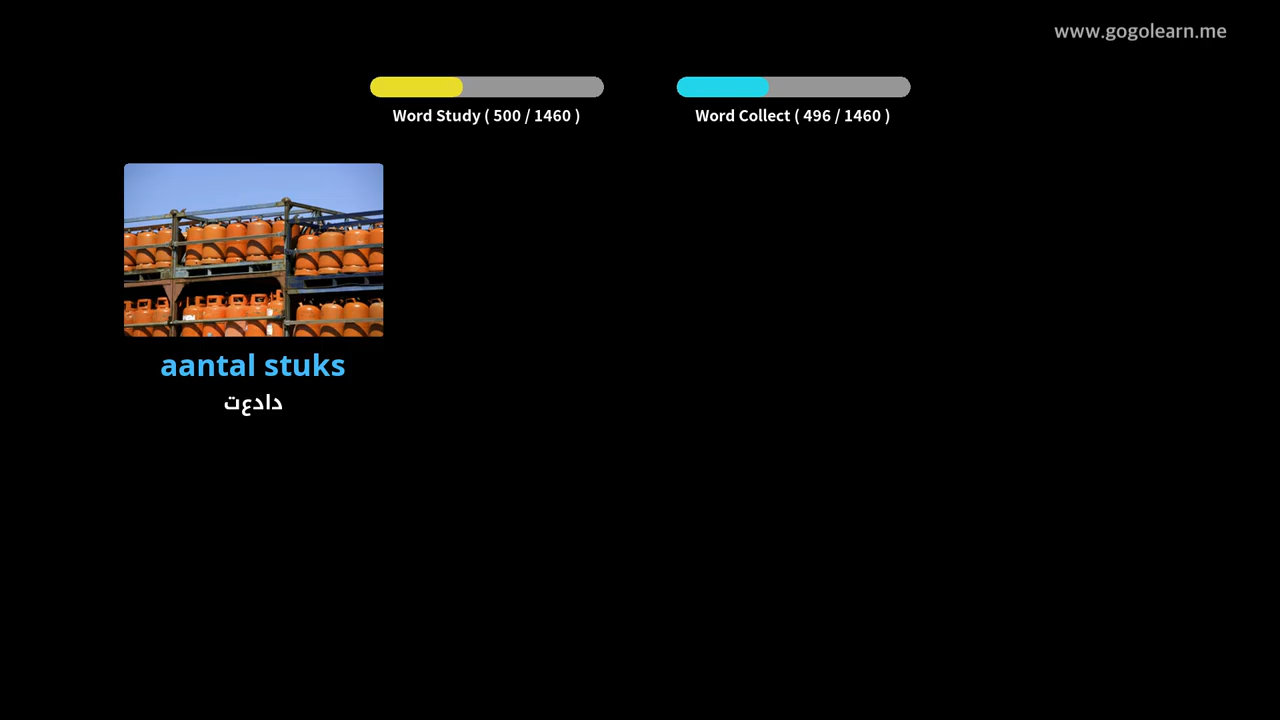 www.gogolearn.me
Word Study ( 500 / 1460 )
Word Collect ( 496 / 1460 )
aantal stuks
دادعت